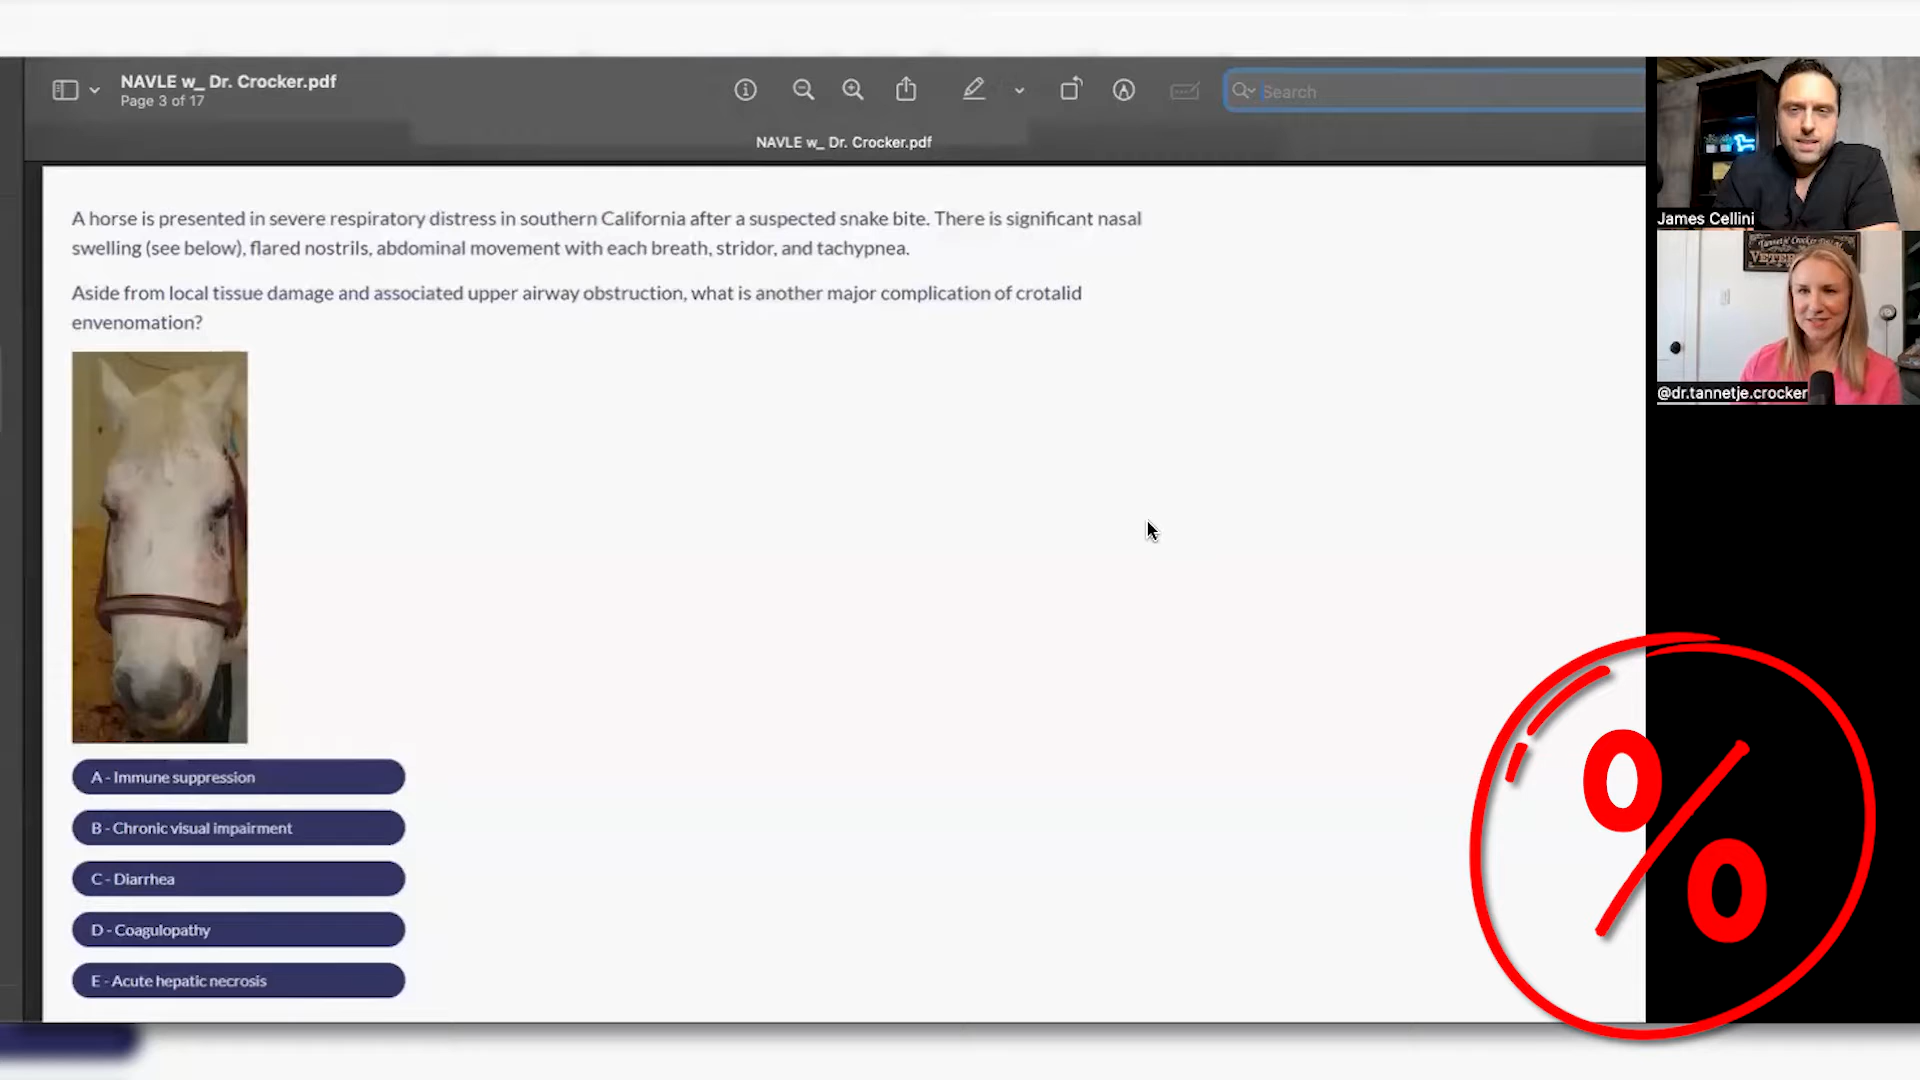 NAVLE w_ Dr. Crocker.pdf
Page 3 of 17
Search
NAVLE w_ Dr. Crocker.pdf
A horse is presented in severe respiratory distress in southern California after a suspected snake bite. There is significant nasal
swelling (see below), flared nostrils, abdominal movement with each breath, stridor, and tachypnea.
Aside from local tissue damage and associated upper airway obstruction, what is another major complication of crotalid
envenomation?
A - Immune suppression
B - Chronic visual impairment
C - Diarrhea
D - Coagulopathy
E - Acute hepatic necrosis
James Cellini
@dr.tannetje.crocker
%